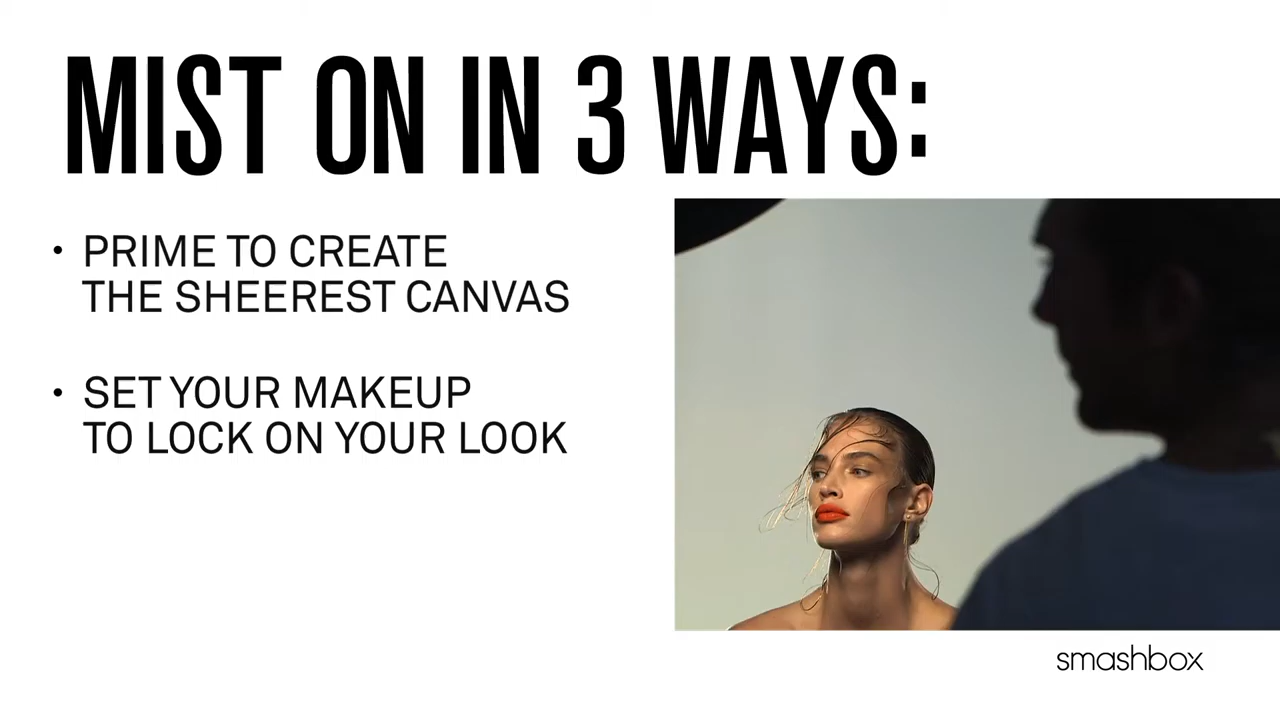 MIST ON IN 3 WAYS:
• PRIME TO CREATE
THE SHEEREST CANVAS
• SET YOUR MAKEUP
TO LOCK ON YOUR LOOK
smashbox